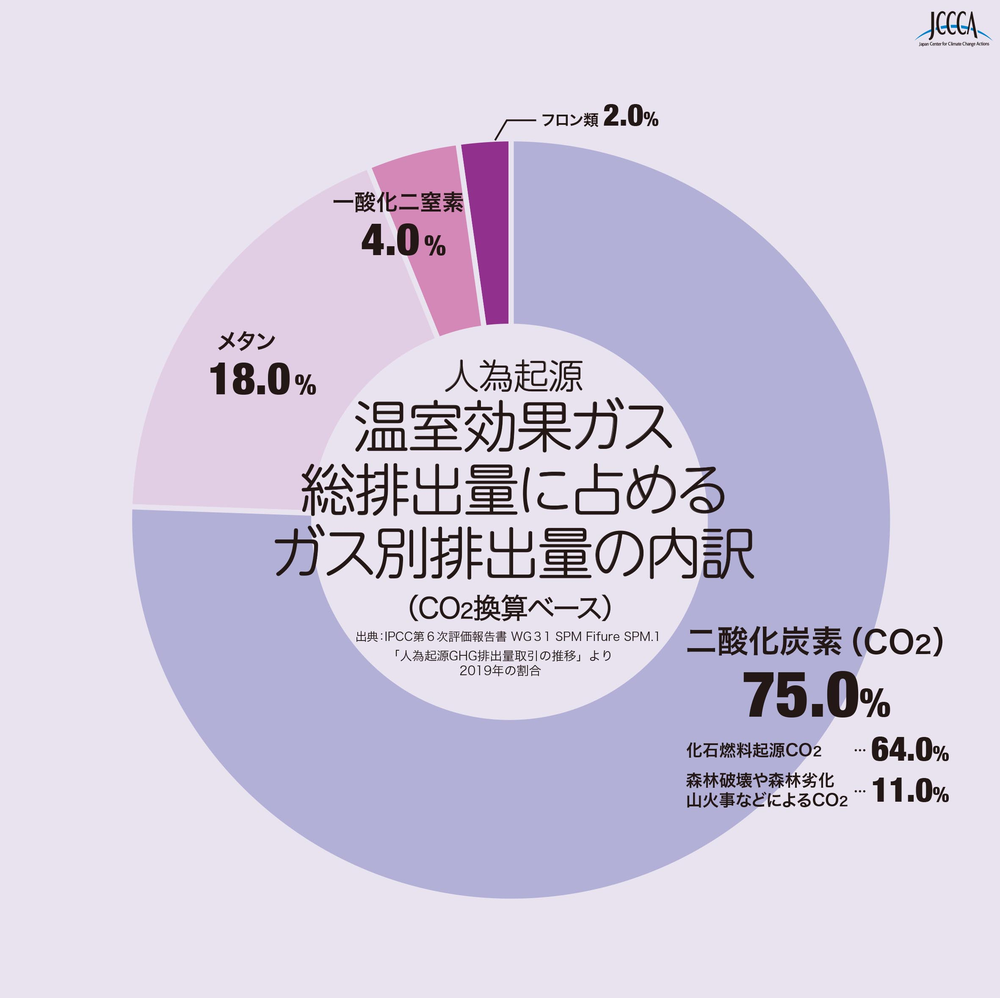 JCCCA
Japan Center for Climate Change Actions
フロン類 2.0%
一酸化二窒素
4.0%
メタン
18.0%
人為起源
温室効果ガス
総排出量に占める
ガス別排出量の内訳
（CO2換算ベース）
出典：IPCC第６次評価報告書 WG３1 SPM Fifure SPM.1
「人為起源GHG排出量取引の推移」より
2019年の割合
二酸化炭素（CO2）
75.0%
化石燃料起源CO2 … 64.0%
森林破壊や森林劣化
山火事などによるCO2 … 11.0%